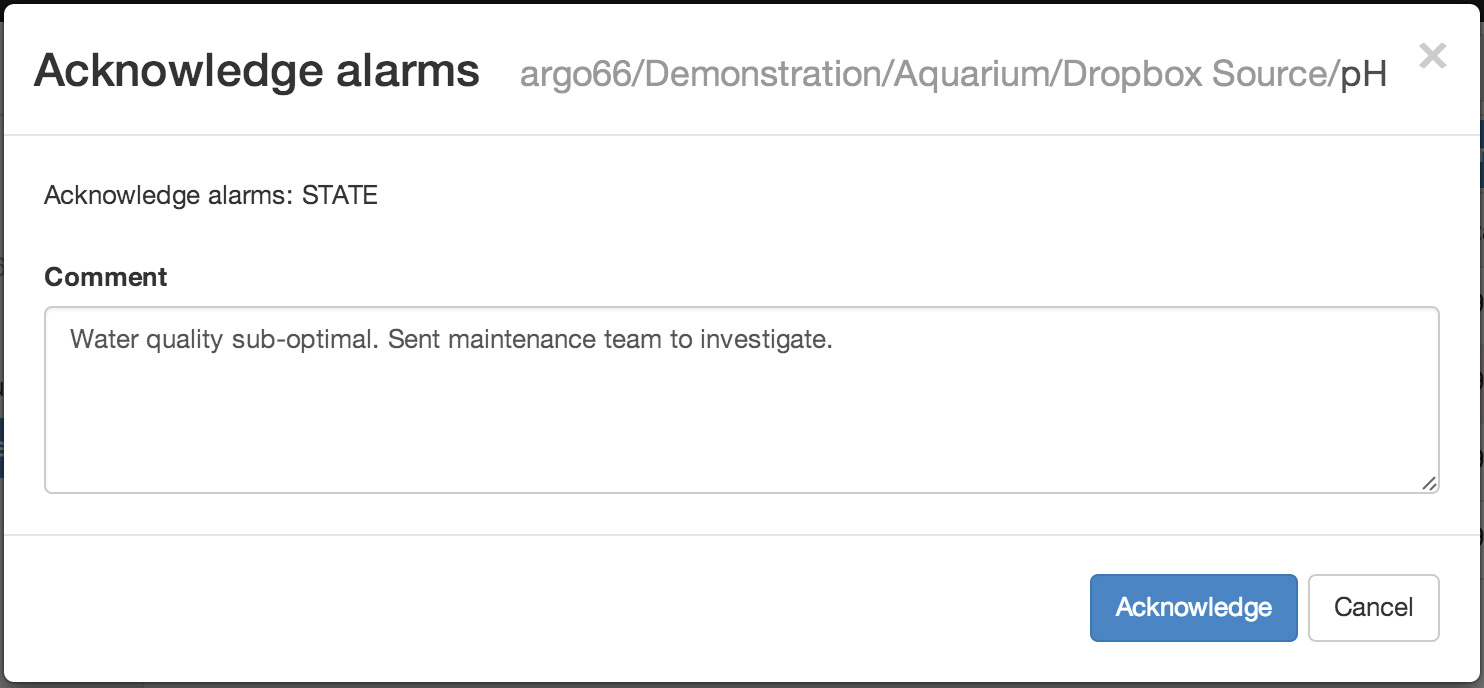 Acknowledge alarms argo66/Demonstration/Aquarium/Dropbox Source/pH ×
Acknowledge alarms: STATE
Comment
Water quality sub-optimal. Sent maintenance team to investigate.
Acknowledge Cancel